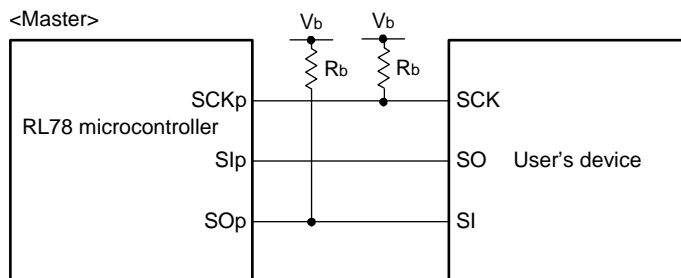 <Master>
Vb Vb
Rb Rb
SCKp SCK
RL78 microcontroller
SIp SO User's device
SOp SI